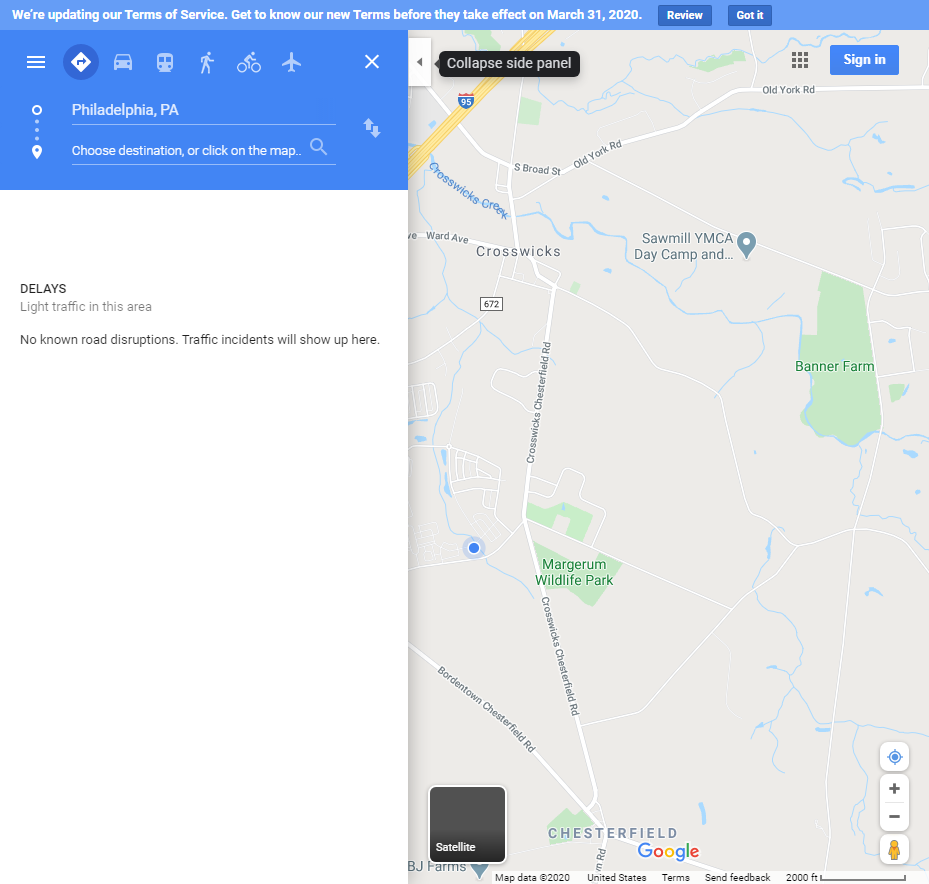 We're updating our Terms of Service. Get to know our new Terms before they take effect on March 31, 2020.
Review
Got it
Collapse side panel
Sign in
Philadelphia, PA
Choose destination, or click on the map..
DELAYS
Light traffic in this area
No known road disruptions. Traffic incidents will show up here.
95
Old York Rd
Old York Rd
S Broad St
Crosswicks Creek
ve
Ward Ave
Crosswicks
Sawmill YMCA
Day Camp and...
672
Crosswicks Chesterfield Rd
Banner Farm
Margerum
Wildlife Park
Crosswicks Chesterfield Rd
Bordentown Chesterfield Rd
Satellite
CHESTERFIELD
Google
BJ Farms
m Rd
Map data ©2020
United States
Terms
Send feedback
2000 ft